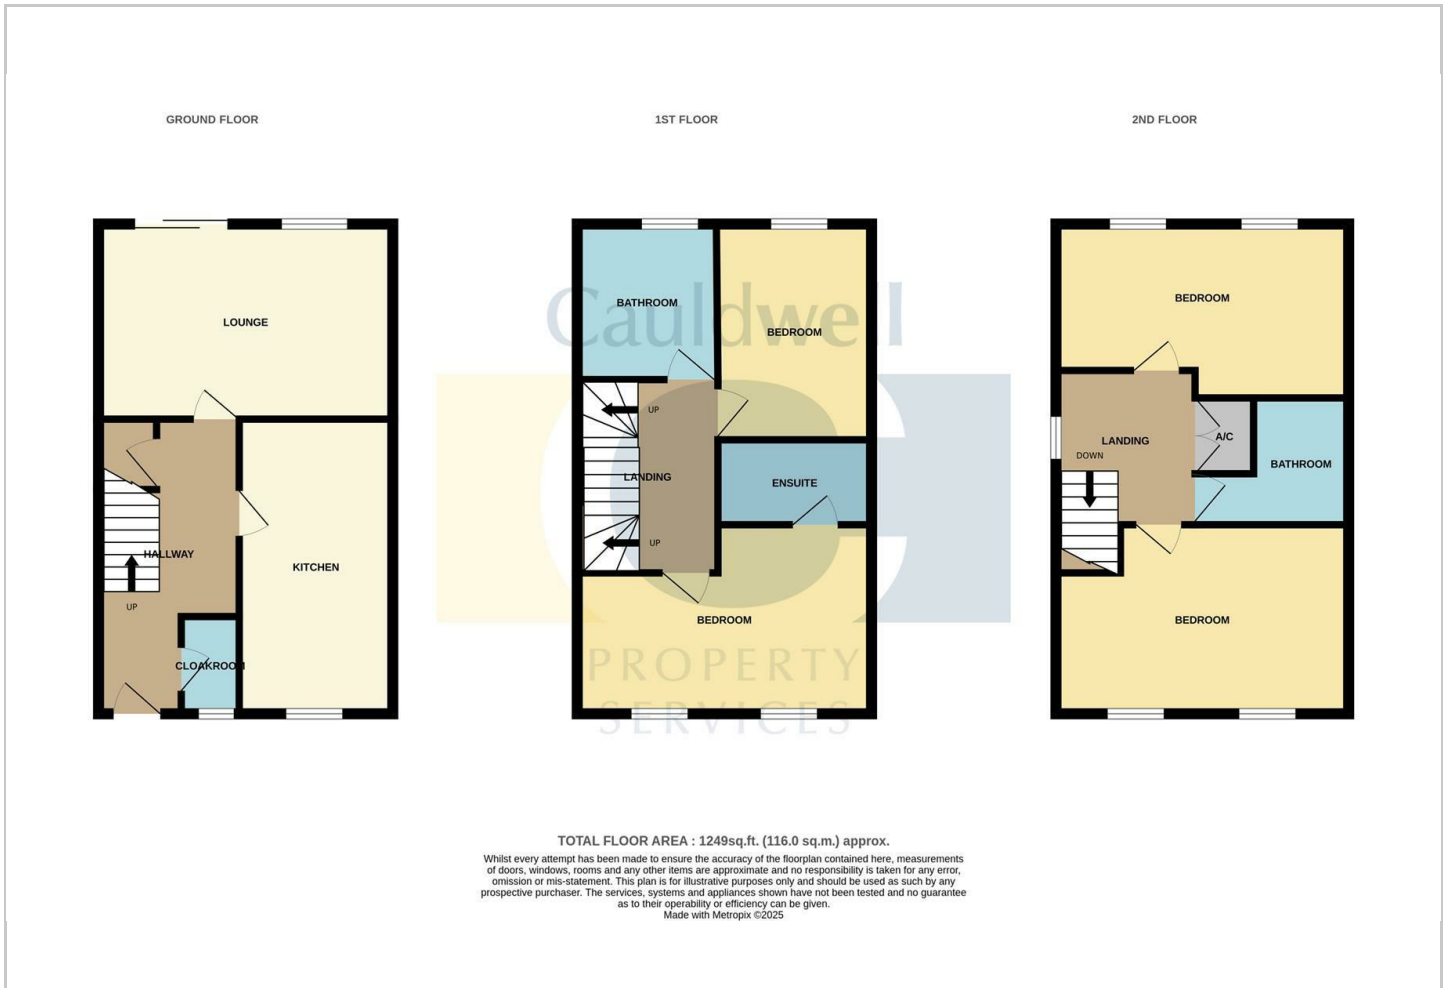 GROUND FLOOR
1ST FLOOR
2ND FLOOR
LOUNGE
HALLWAY
UP
KITCHEN
CLOAKROOM
BATHROOM
BEDROOM
UP
LANDING
ENSUITE
UP
BEDROOM
BEDROOM
LANDING
DOWN
A/C
BATHROOM
BEDROOM
Cauldwell
PROPERTY
SERVICES
TOTAL FLOOR AREA : 1249sq.ft. (116.0 sq.m.) approx.
Whilst every attempt has been made to ensure the accuracy of the floorplan contained here, measurements
of doors, windows, rooms and any other items are approximate and no responsibility is taken for any error,
omission or mis-statement. This plan is for illustrative purposes only and should be used as such by any
prospective purchaser. The services, systems and appliances shown have not been tested and no guarantee
as to their operability or efficiency can be given.
Made with Metropix ©2025